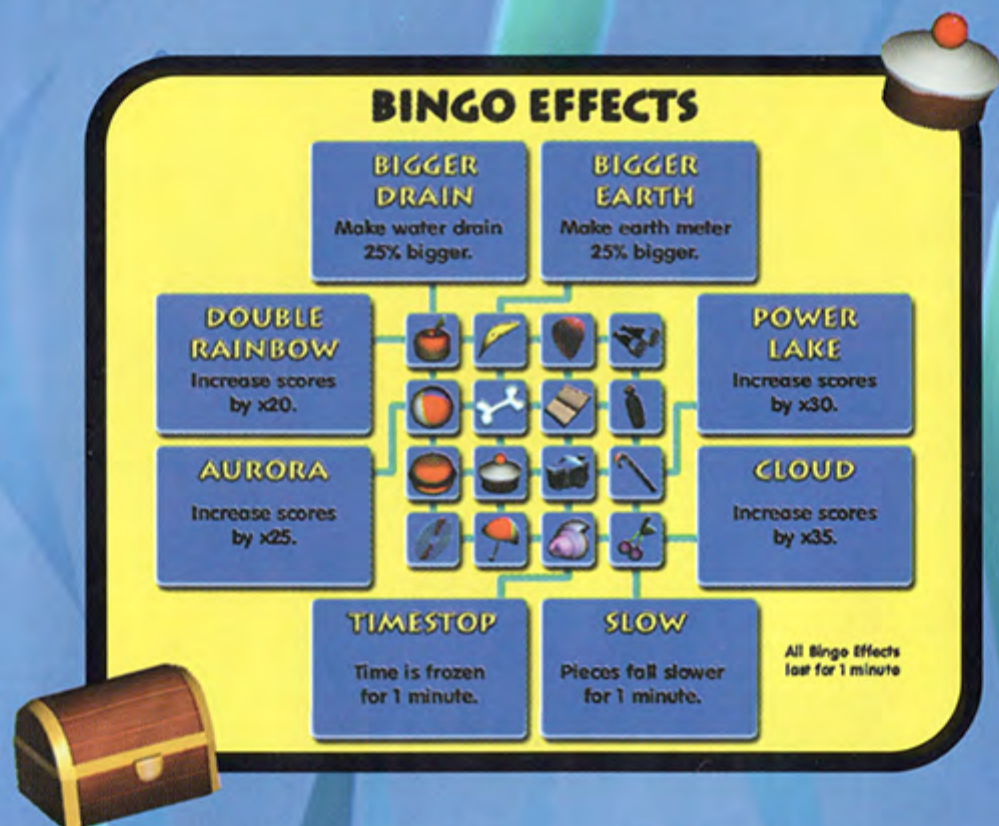 BINGO EFFECTS
BIGGER
DRAIN
Make water drain
25% bigger.
BIGGER
EARTH
Make earth meter
25% bigger.
DOUBLE
RAINBOW
Increase scores
by x20.
POWER
LAKE
Increase scores
by x30.
AURORA
Increase scores
by x25.
CLOUD
Increase scores
by x35.
TIMESTOP
Time is frozen
for 1 minute.
SLOW
Pieces fall slower
for 1 minute.
All Bingo Effects
last for 1 minute